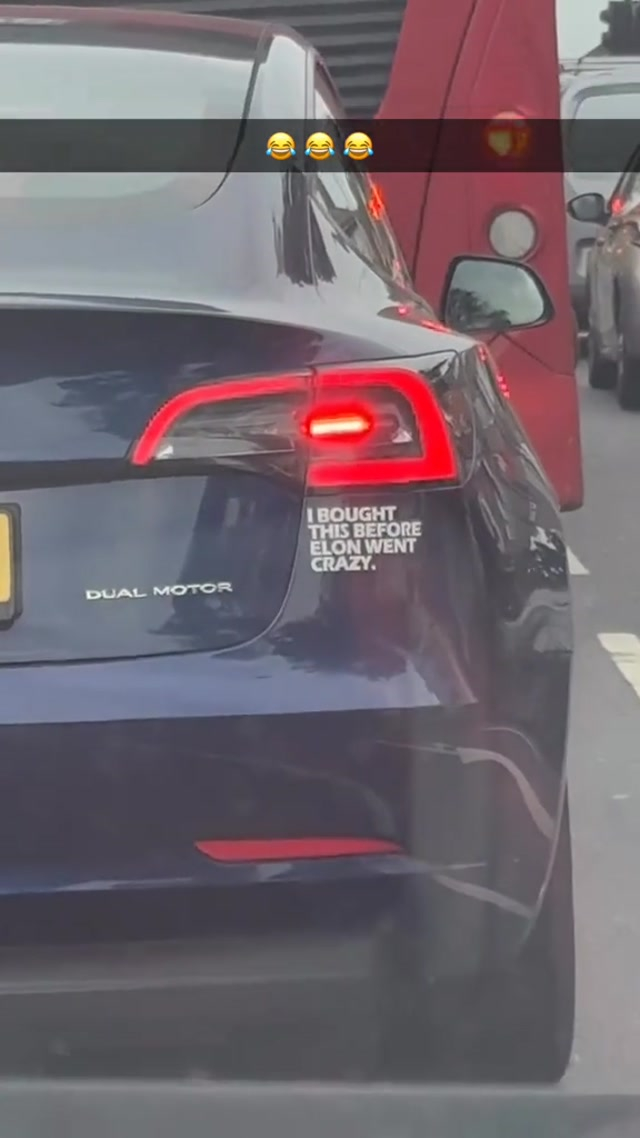 😂😂😂
I BOUGHT
THIS BEFORE
ELON WENT
CRAZY.
DUAL MOTOR